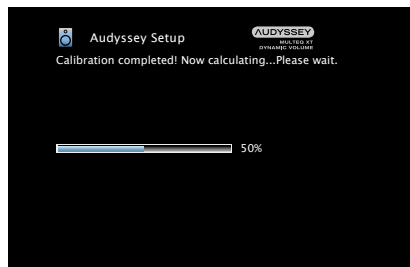 Audyssey Setup
AUDYSSEY
MULTEQ XT
DYNAMIC VOLUME
Calibration completed! Now calculating...Please wait.
50%